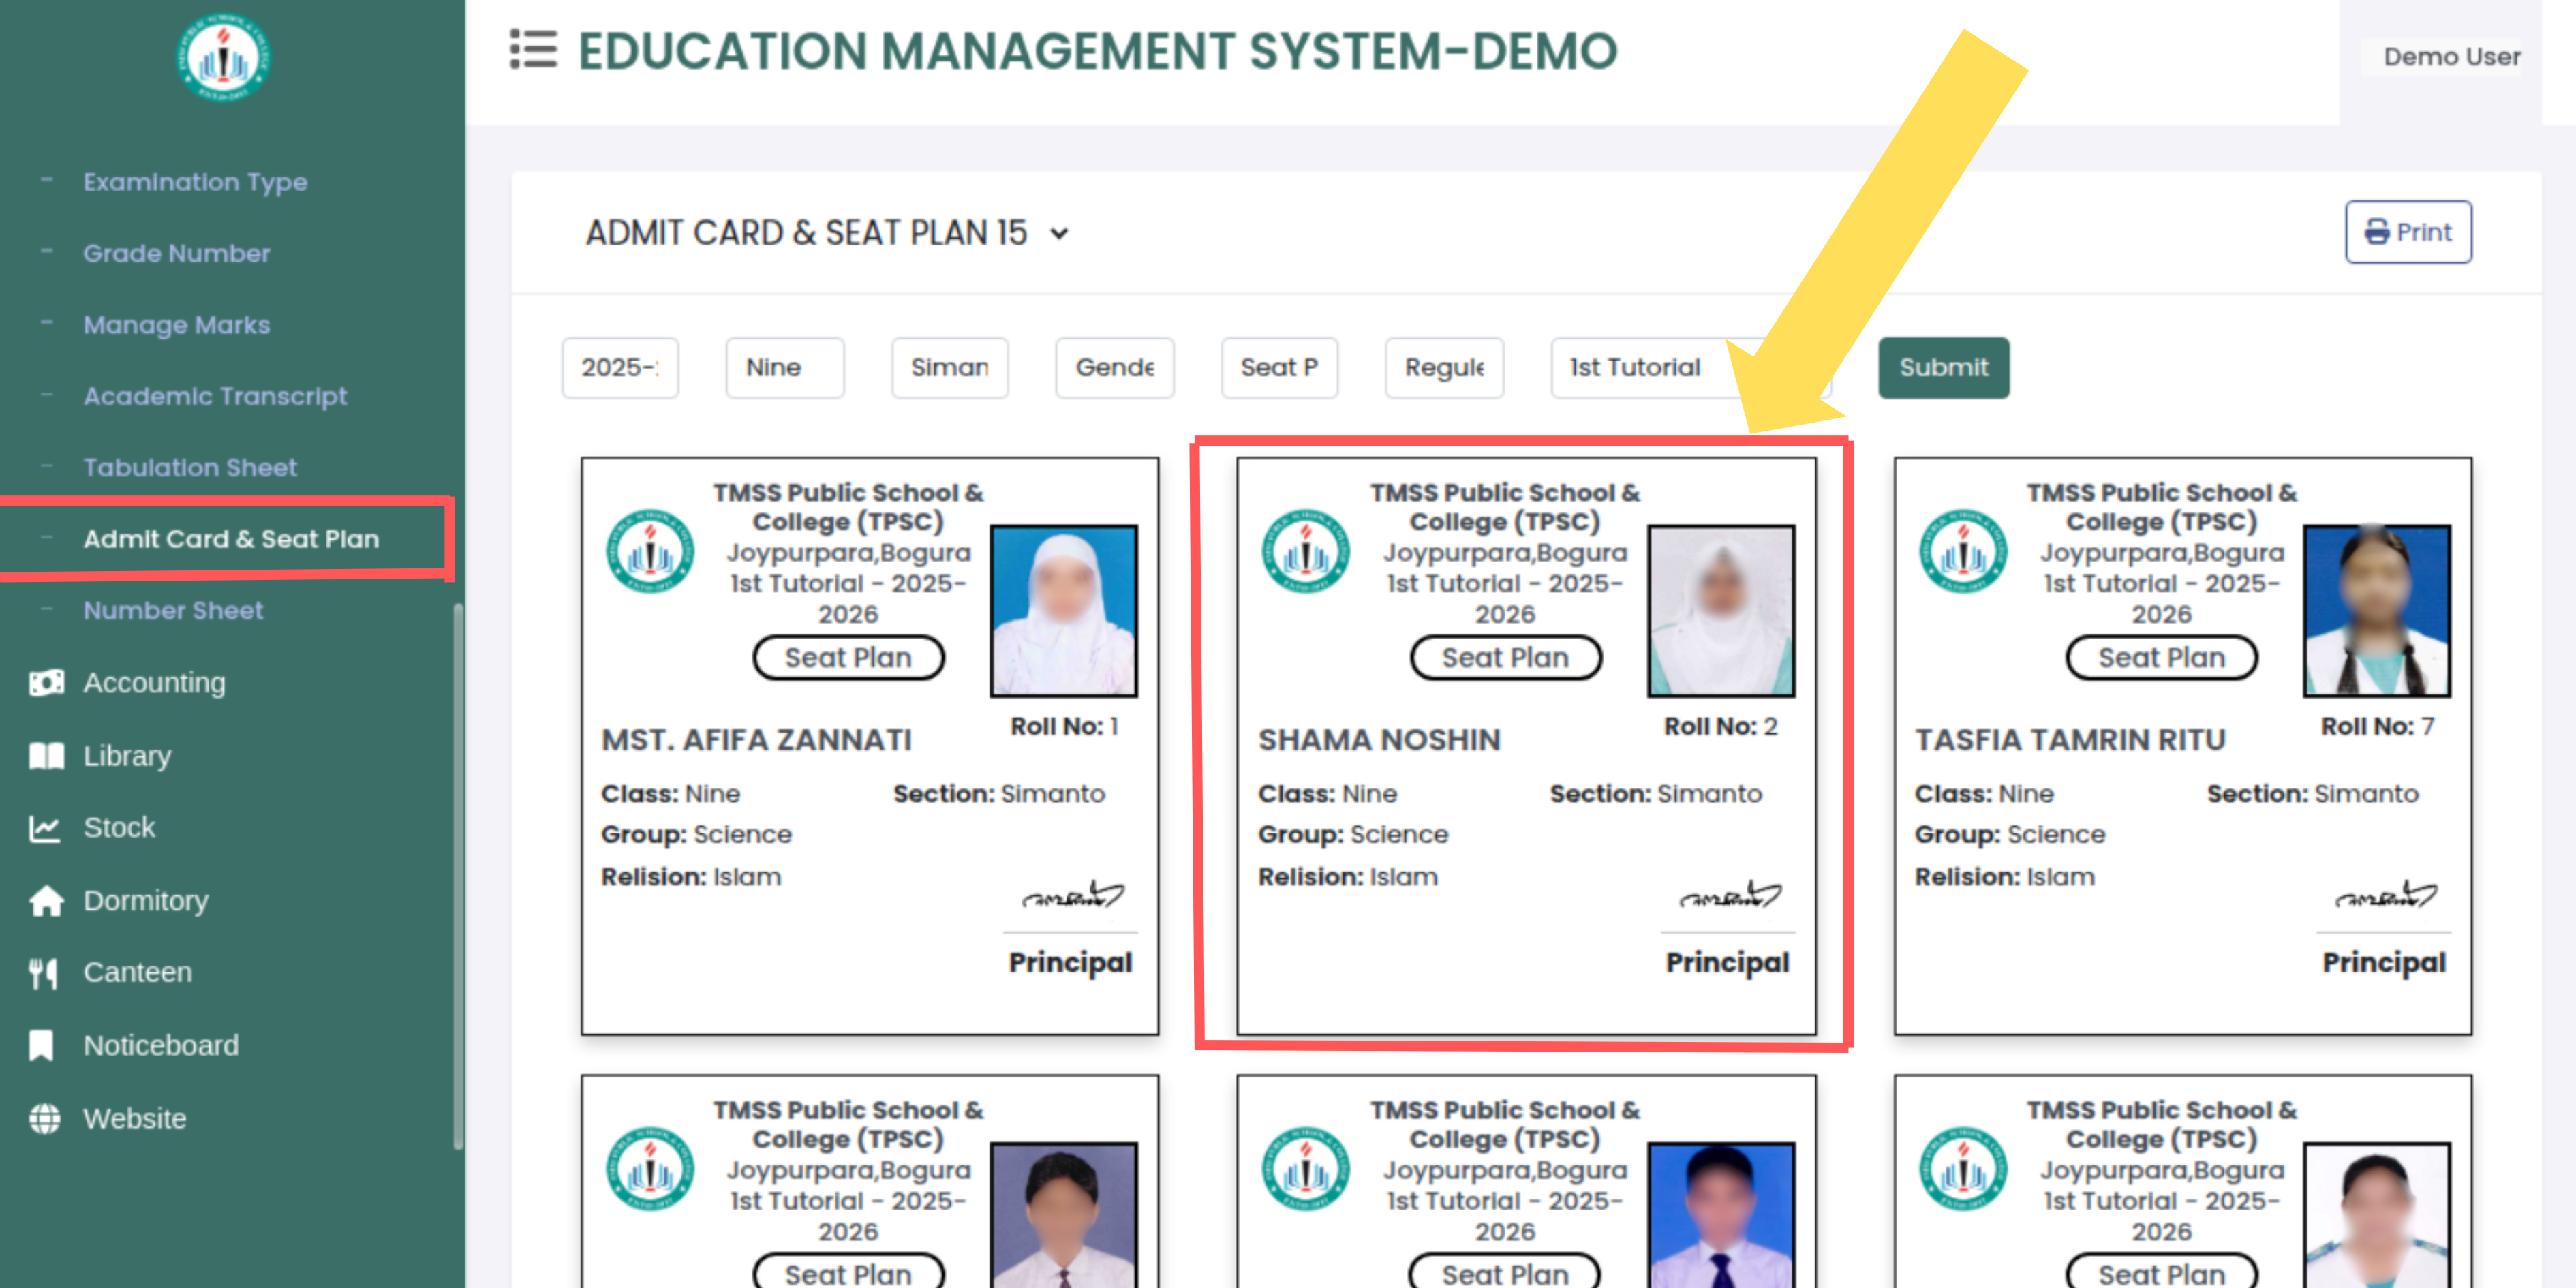 EDUCATION MANAGEMENT SYSTEM-DEMO
Demo User
- Examination Type
- Grade Number
- Manage Marks
- Academic Transcript
- Tabulation Sheet
- Admit Card & Seat Plan
- Number Sheet
Accounting
Library
Stock
Dormitory
Canteen
Noticeboard
Website
ADMIT CARD & SEAT PLAN 15
Print
2025-
Nine
Siman
Gende
Seat P
Regule
1st Tutorial
Submit
TMSS Public School &
College (TPSC)
Joypurpara,Bogura
1st Tutorial - 2025-
2026
Seat Plan
Roll No: 1
MST. AFIFA ZANNATI
Class: Nine Section: Simanto
Group: Science
Relision: Islam
Principal
TMSS Public School &
College (TPSC)
Joypurpara,Bogura
1st Tutorial - 2025-
2026
Seat Plan
Roll No: 2
SHAMA NOSHIN
Class: Nine Section: Simanto
Group: Science
Relision: Islam
Principal
TMSS Public School &
College (TPSC)
Joypurpara,Bogura
1st Tutorial - 2025-
2026
Seat Plan
Roll No: 7
TASFIA TAMRIN RITU
Class: Nine Section: Simanto
Group: Science
Relision: Islam
Principal
TMSS Public School &
College (TPSC)
Joypurpara,Bogura
1st Tutorial - 2025-
2026
Seat Plan
TMSS Public School &
College (TPSC)
Joypurpara,Bogura
1st Tutorial - 2025-
2026
Seat Plan
TMSS Public School &
College (TPSC)
Joypurpara,Bogura
1st Tutorial - 2025-
2026
Seat Plan